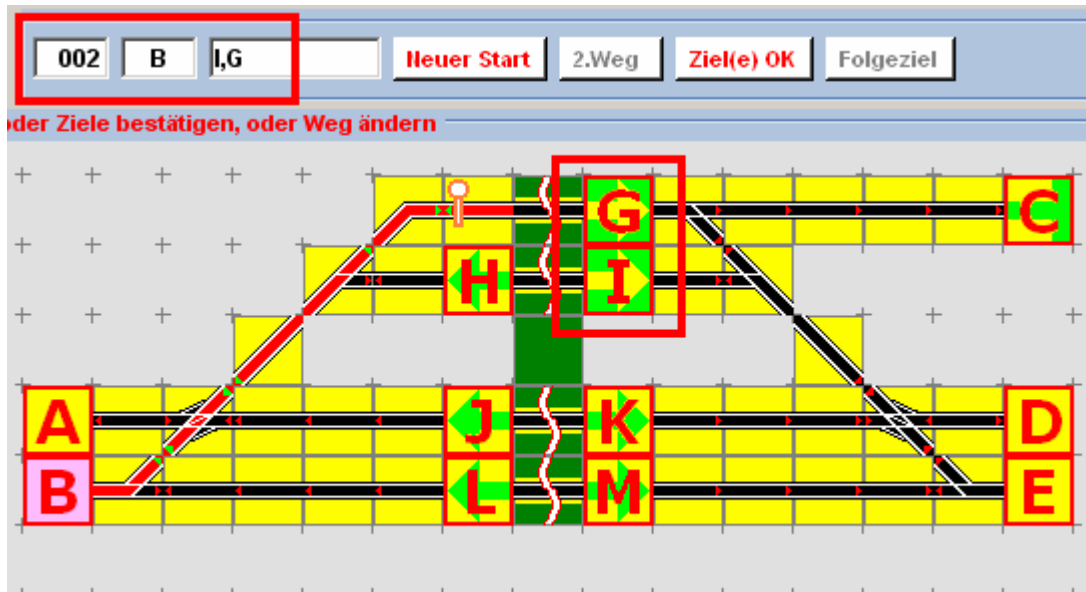 002 B I,G Neuer Start 2.Weg Ziel(e) OK Folgeziel
oder Ziele bestätigen, oder Weg ändern
G C
H I
A J K D
B L M E